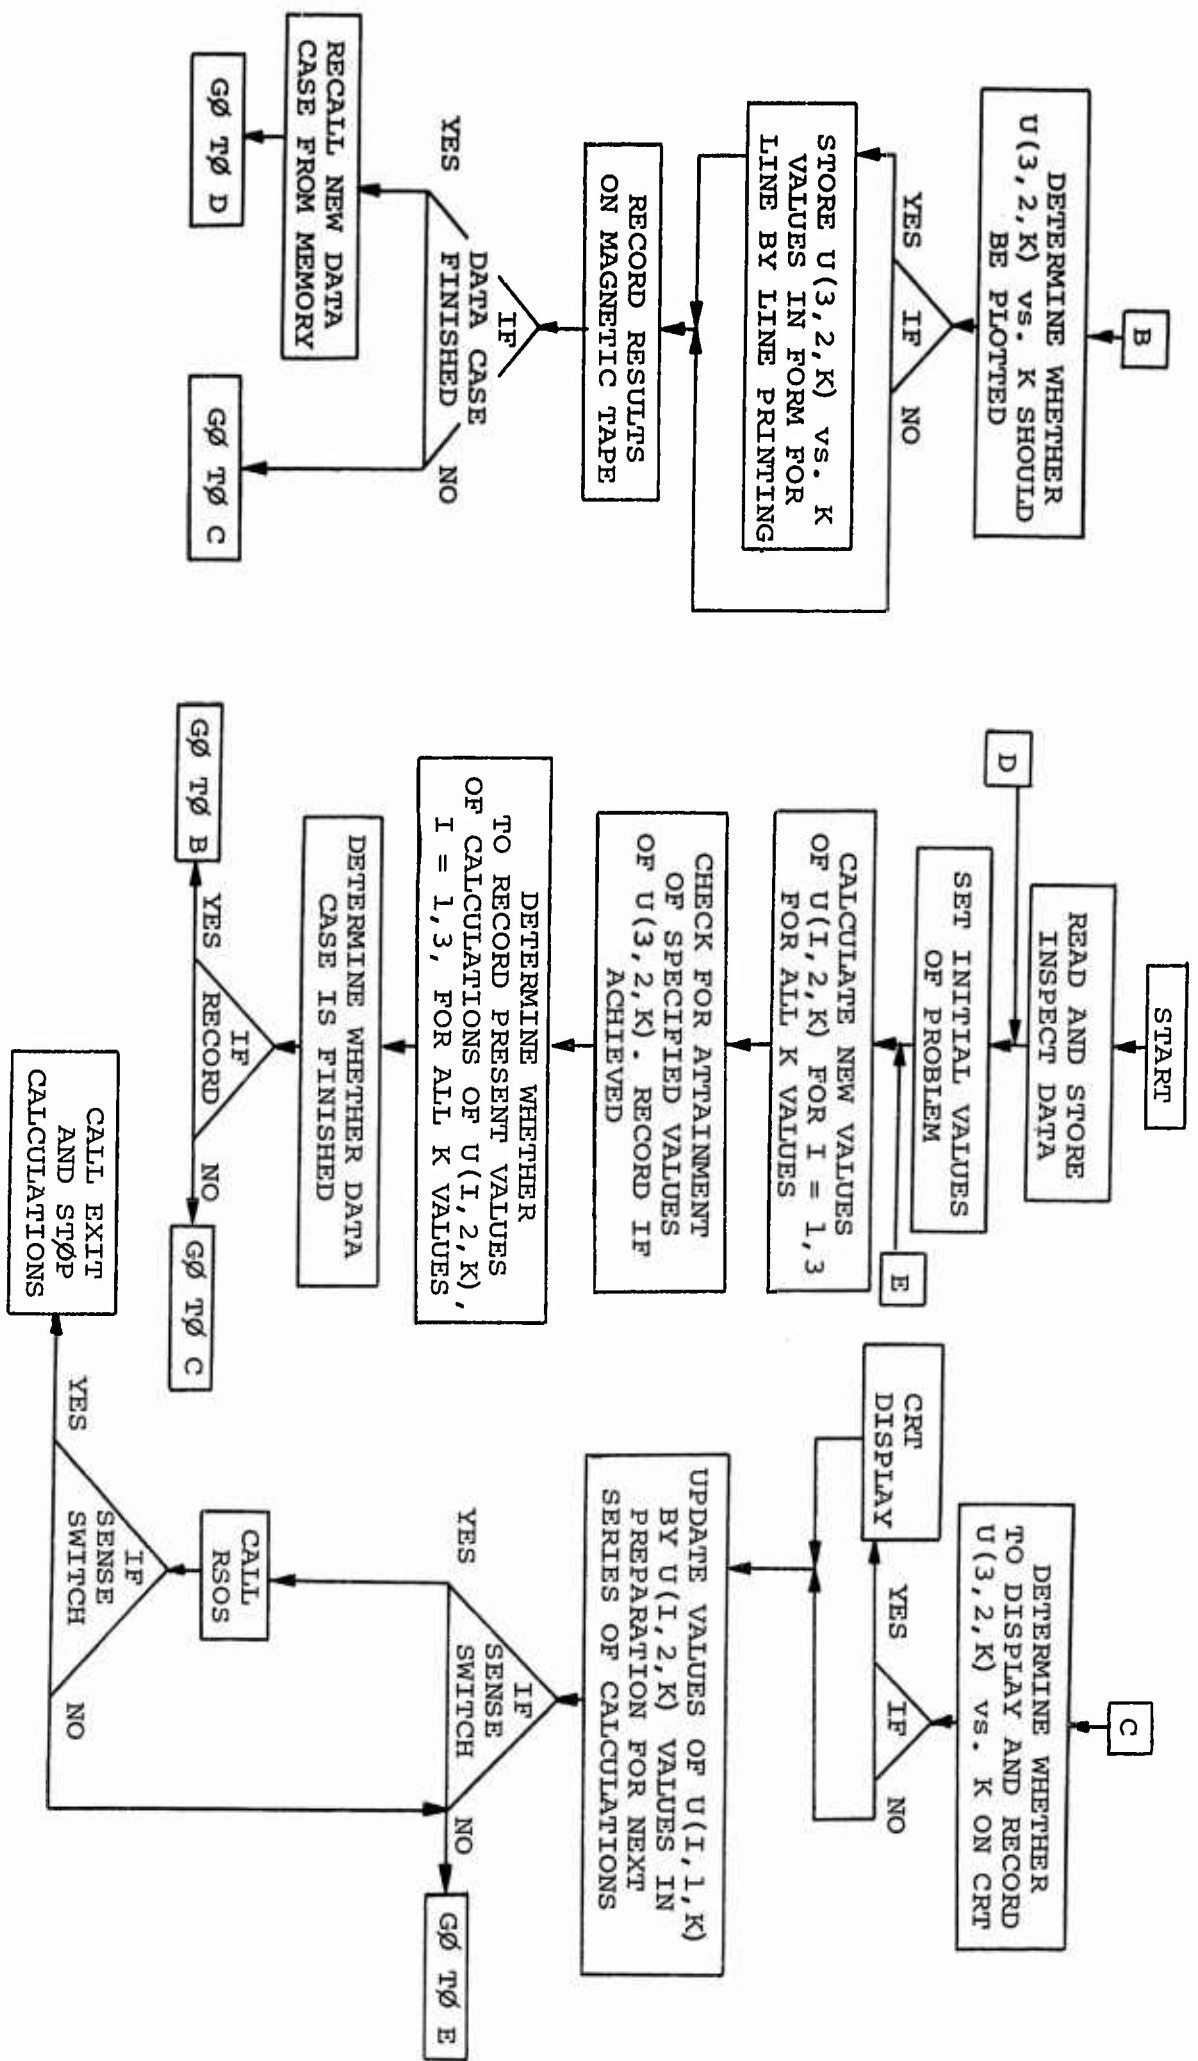 B
DETERMINE WHETHER
U(3,2,K) vs. K SHOULD
BE PLOTTED
IF
YES
NO
STORE U(3,2,K) vs. K
VALUES IN FORM FOR
LINE BY LINE PRINTING
RECORD RESULTS
ON MAGNETIC TAPE
IF
DATA CASE
FINISHED
YES
NO
RECALL NEW DATA
CASE FROM MEMORY
GØ TØ D
GØ TØ C
START
READ AND STORE
INSPECT DATA
D
SET INITIAL VALUES
OF PROBLEM
E
CALCULATE NEW VALUES
OF U(I,2,K) FOR I = 1,3
FOR ALL K VALUES
CHECK FOR ATTAINMENT
OF SPECIFIED VALUES
OF U(3,2,K). RECORD IF
ACHIEVED
DETERMINE WHETHER
TO RECORD PRESENT VALUES
OF CALCULATIONS OF U(I,2,K),
I = 1,3, FOR ALL K VALUES
DETERMINE WHETHER DATA
CASE IS FINISHED
IF
RECORD
YES
NO
GØ TØ B
GØ TØ C
C
DETERMINE WHETHER
TO DISPLAY AND RECORD
U(3,2,K) vs. K ON CRT
IF
YES
NO
CRT
DISPLAY
UPDATE VALUES OF U(I,1,K)
BY U(I,2,K) VALUES IN
PREPARATION FOR NEXT
SERIES OF CALCULATIONS
IF
SENSE
SWITCH
YES
NO
GØ TØ E
CALL
RSOS
IF
SENSE
SWITCH
YES
NO
CALL EXIT
AND STØP
CALCULATIONS